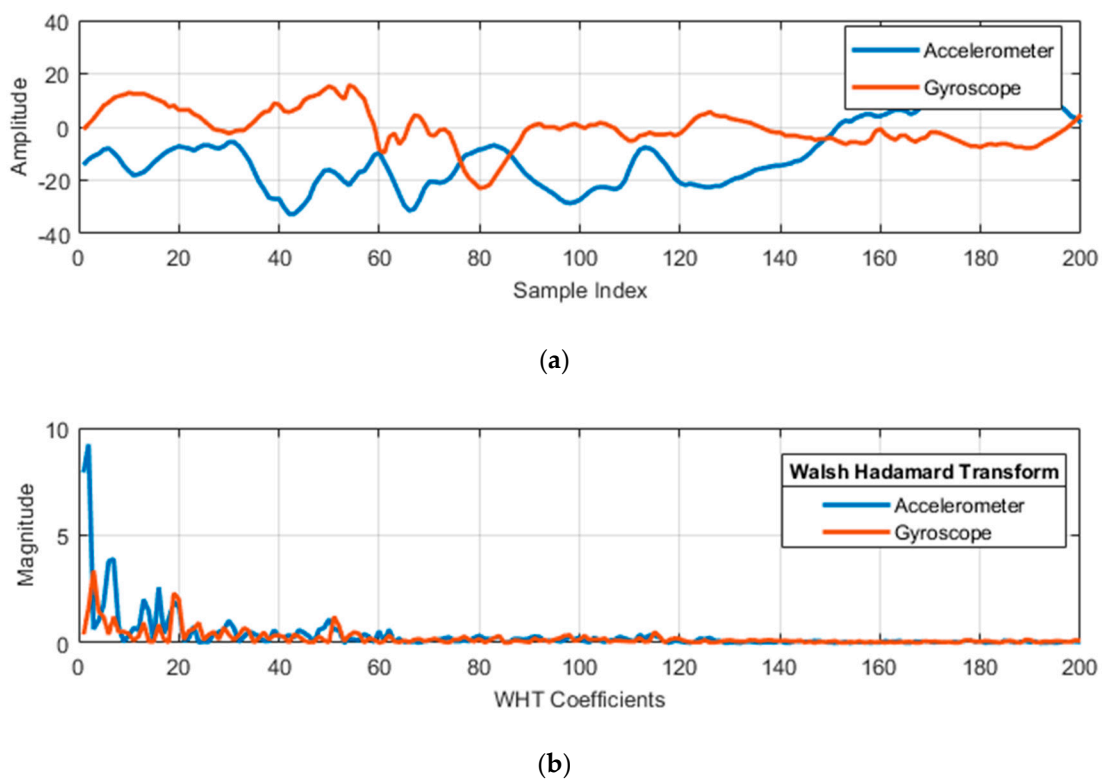 40
20
0
-20
-40
Amplitude
Accelerometer
Gyroscope
0 20 40 60 80 100 120 140 160 180 200
Sample Index
(a)
10
5
0
Magnitude
Walsh Hadamard Transform
Accelerometer
Gyroscope
0 20 40 60 80 100 120 140 160 180 200
WHT Coefficients
(b)